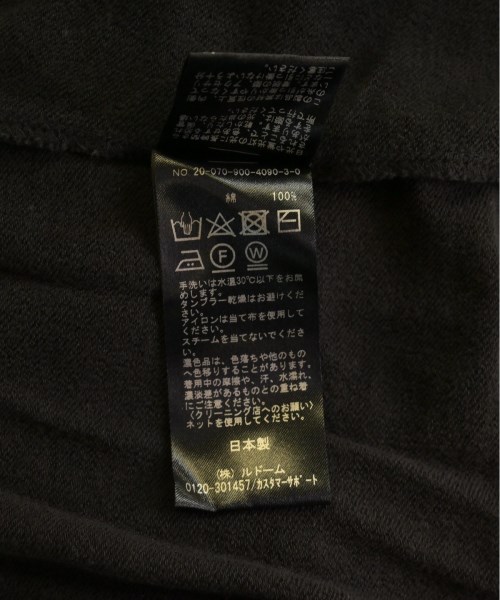 NO 20-070-900-4090-3-0
綿 100%
F W
手洗いは水温30℃以下をお薦
めします。
タンブラー乾燥はお避けくださ
い。
アイロンは当て布を使用して
ください。
スチームを当てないでくださ
い。
濃色品は、色落ちや他のもの
へ色移りすることがあります。
着用中の摩擦や、汗、水濡れ、
濃淡差があるものとの重ね着
にご注意ください。
〈クリーニング店へのお願い〉
ネットを使用してください。
日本製
(株) ルドーム
0120-301457/カスタマーサポート